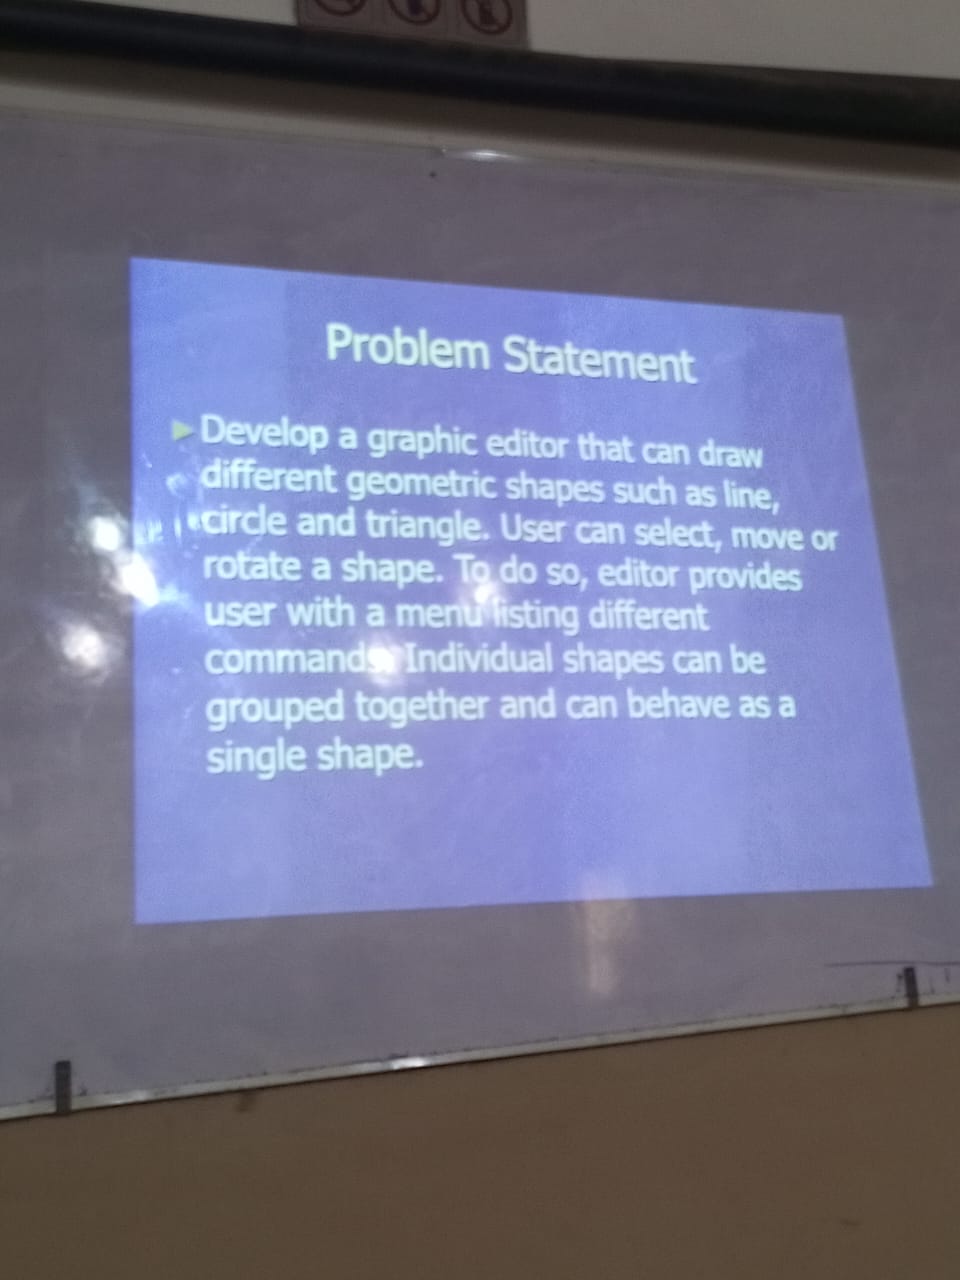 Problem Statement
Develop a graphic editor that can draw
different geometric shapes such as line,
circle and triangle. User can select, move or
rotate a shape. To do so, editor provides
user with a menu listing different
commands. Individual shapes can be
grouped together and can behave as a
single shape.